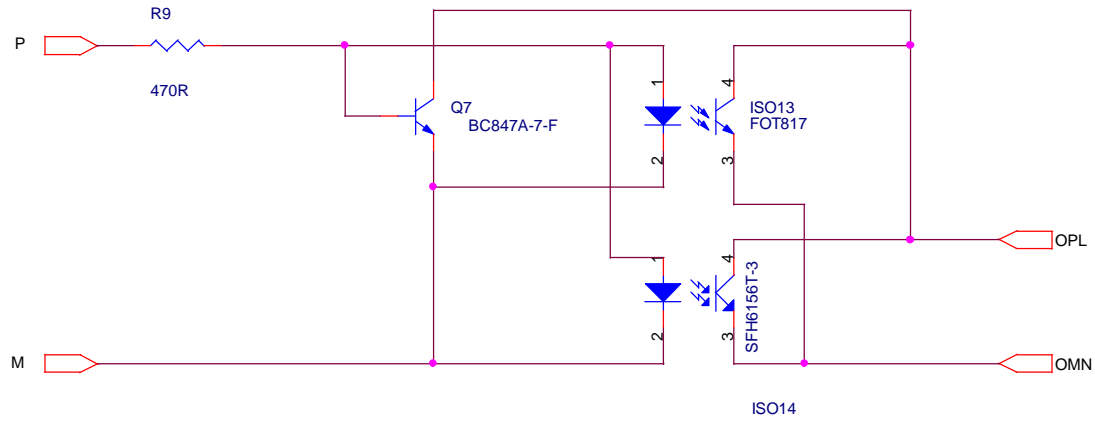 R9
P
470R
Q7
BC847A-7-F
1
2
4
3
ISO13
FOT817
1
2
4
3
SFH6156T-3
OPL
M
OMN
ISO14